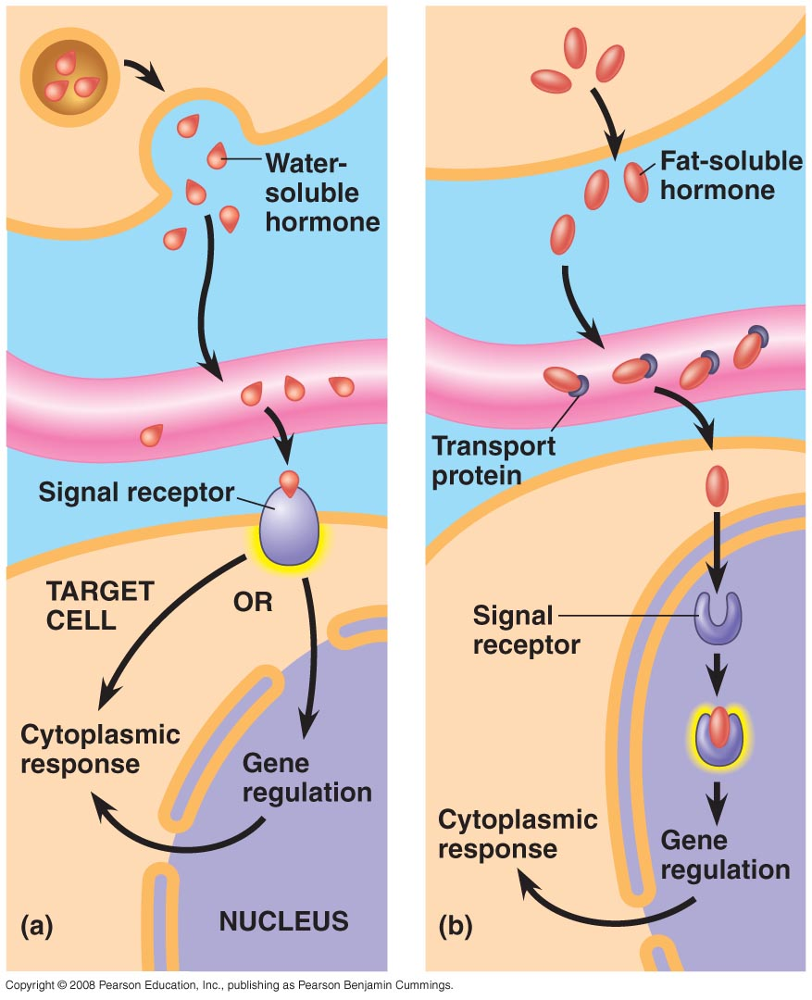 Water-
soluble
hormone
Signal receptor
TARGET
CELL
OR
Cytoplasmic
response
Gene
regulation
NUCLEUS
(a)
Fat-soluble
hormone
Transport
protein
Signal
receptor
Cytoplasmic
response
Gene
regulation
(b)
Copyright © 2008 Pearson Education, Inc., publishing as Pearson Benjamin Cummings.